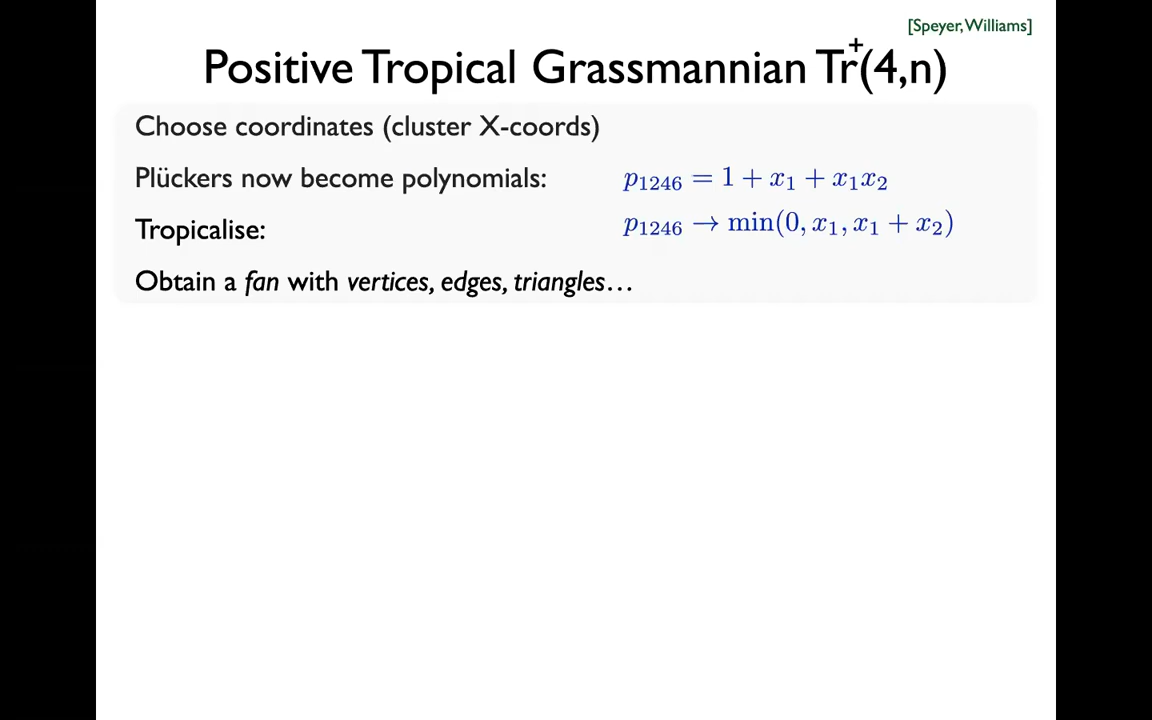 [Speyer, Williams]
Positive Tropical Grassmannian Tr⁺(4,n)
Choose coordinates (cluster X-coords)
Plückers now become polynomials: p₁₂₄₆ = 1 + x₁ + x₁x₂
Tropicalise: p₁₂₄₆ → min(0, x₁, x₁ + x₂)
Obtain a fan with vertices, edges, triangles…